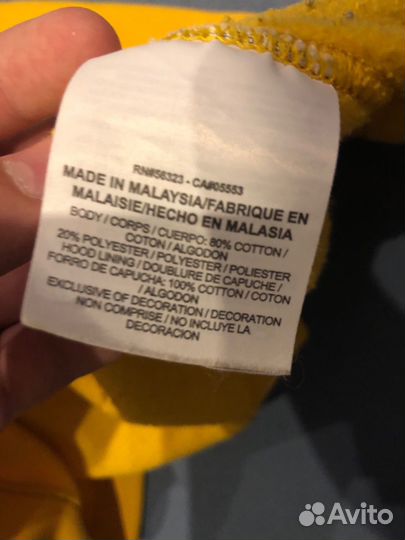 RN#56323 - CA#05553
MADE IN MALAYSIA/FABRIQUE EN
MALAISIE/HECHO EN MALASIA
BODY / CORPS / CUERPO: 80% COTTON /
COTON / ALGODON
20% POLYESTER / POLYESTER / POLIESTER
HOOD LINING / DOUBLURE DE CAPUCHE /
FORRO DE CAPUCHA: 100% COTTON / COTON
/ ALGODON
EXCLUSIVE OF DECORATION / DECORATION
NON COMPRISE / NO INCLUYE LA
DECORACION
Avito